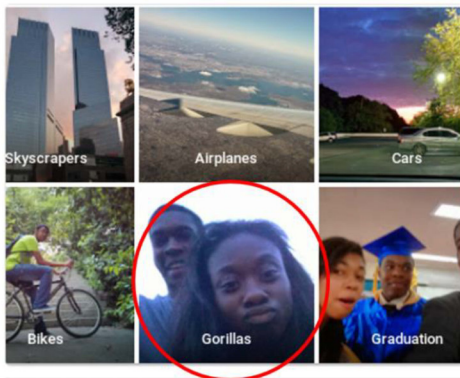 Skyscrapers
Airplanes
Cars
Bikes
Gorillas
Graduation